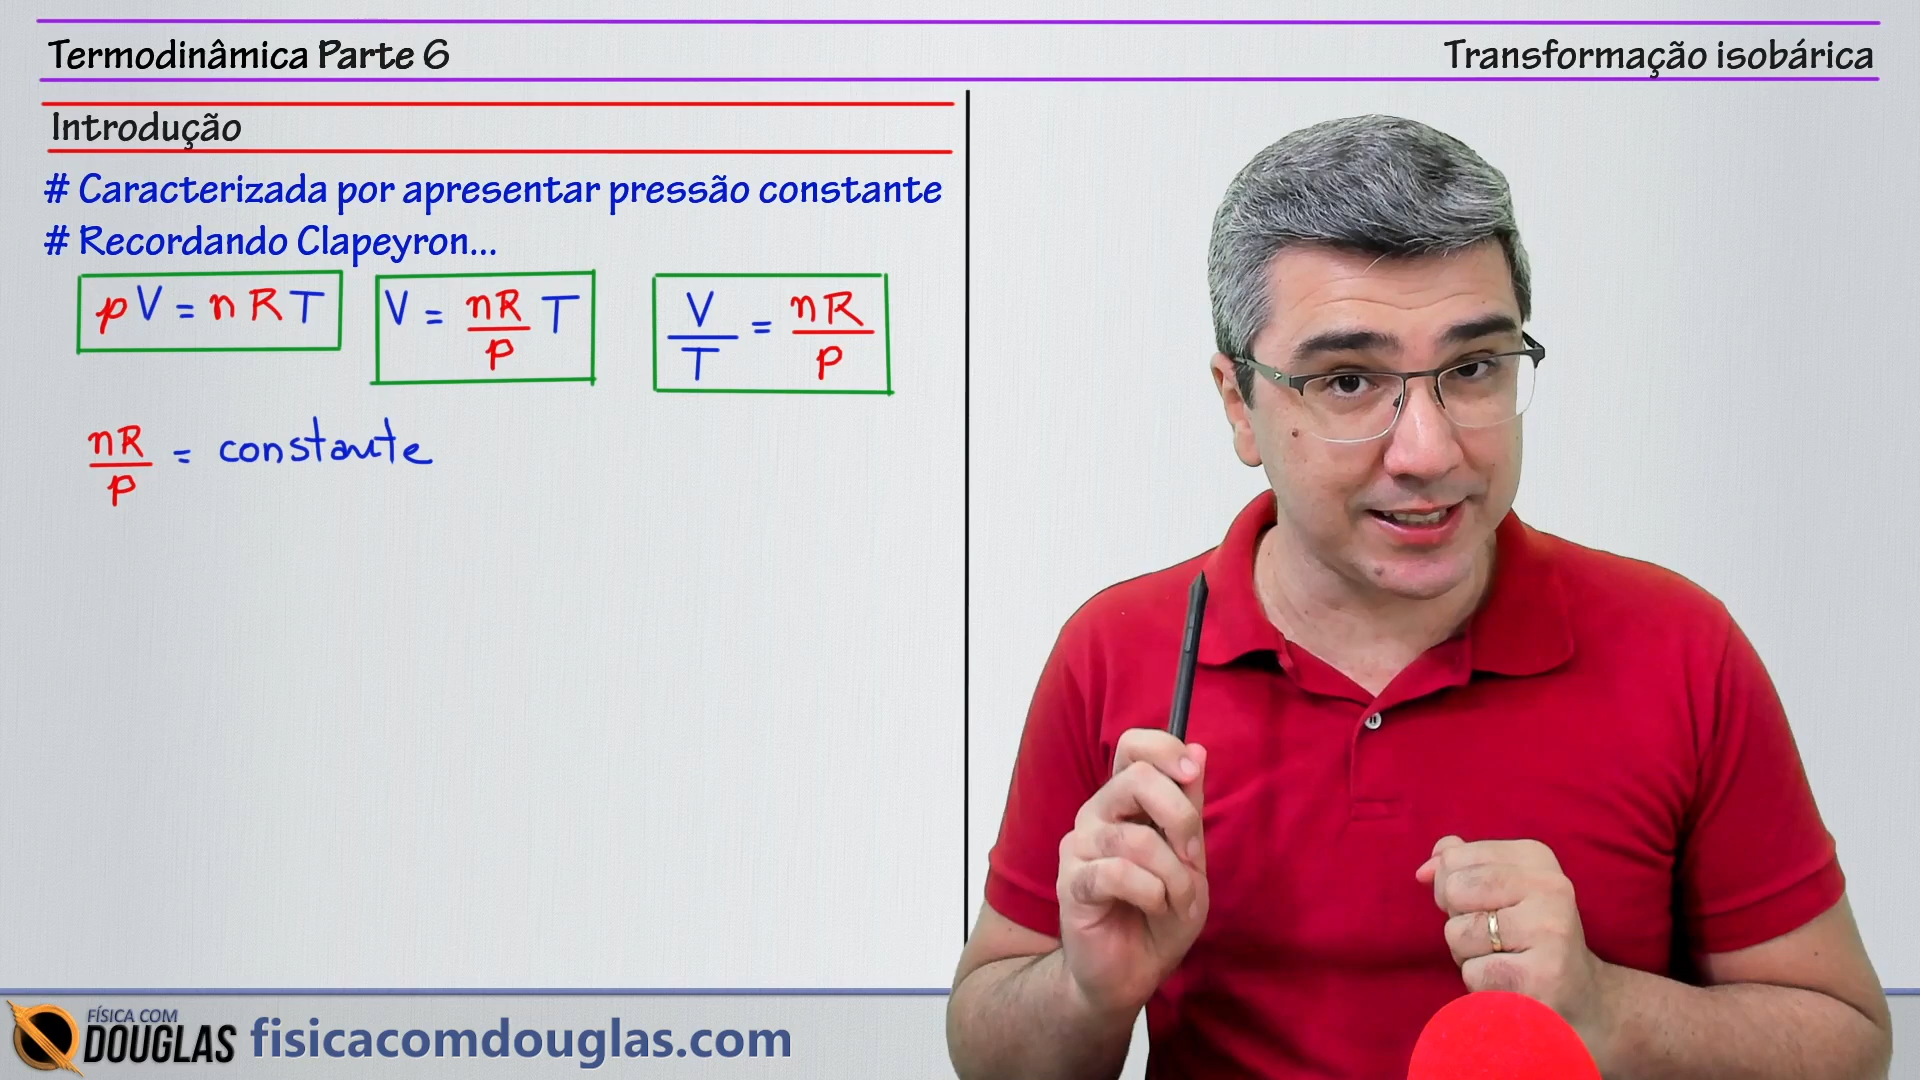 Termodinâmica Parte 6
Transformação isobárica
Introdução
# Caracterizada por apresentar pressão constante
# Recordando Clapeyron...
pV = nRT
V = nR/p T
V/T = nR/p
nR/p = constante
FÍSICA COM
DOUGLAS
fisicacomdouglas.com